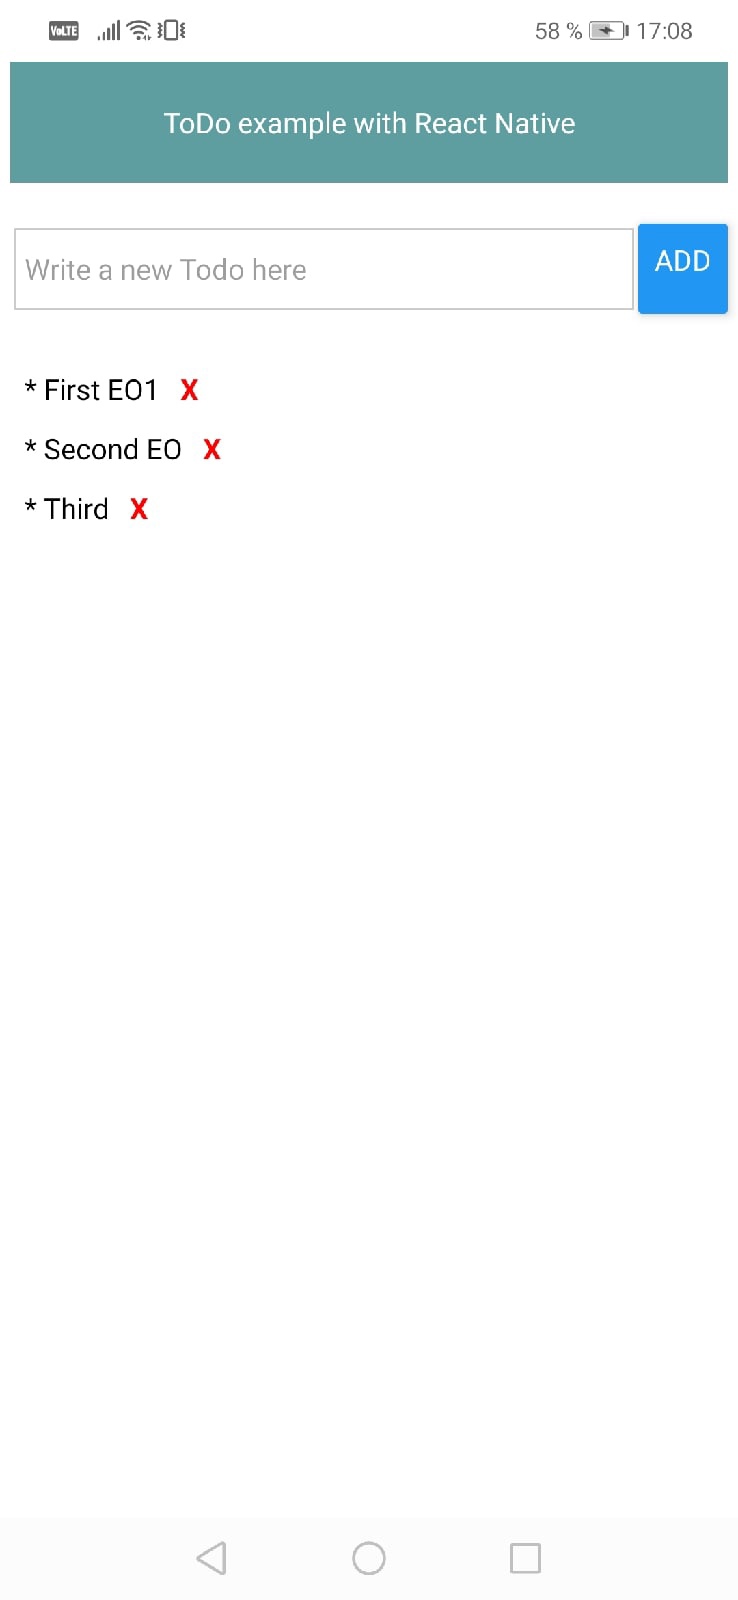 VoLTE 58 % 17:08
ToDo example with React Native
Write a new Todo here
ADD
* First EO1 X
* Second EO X
* Third X